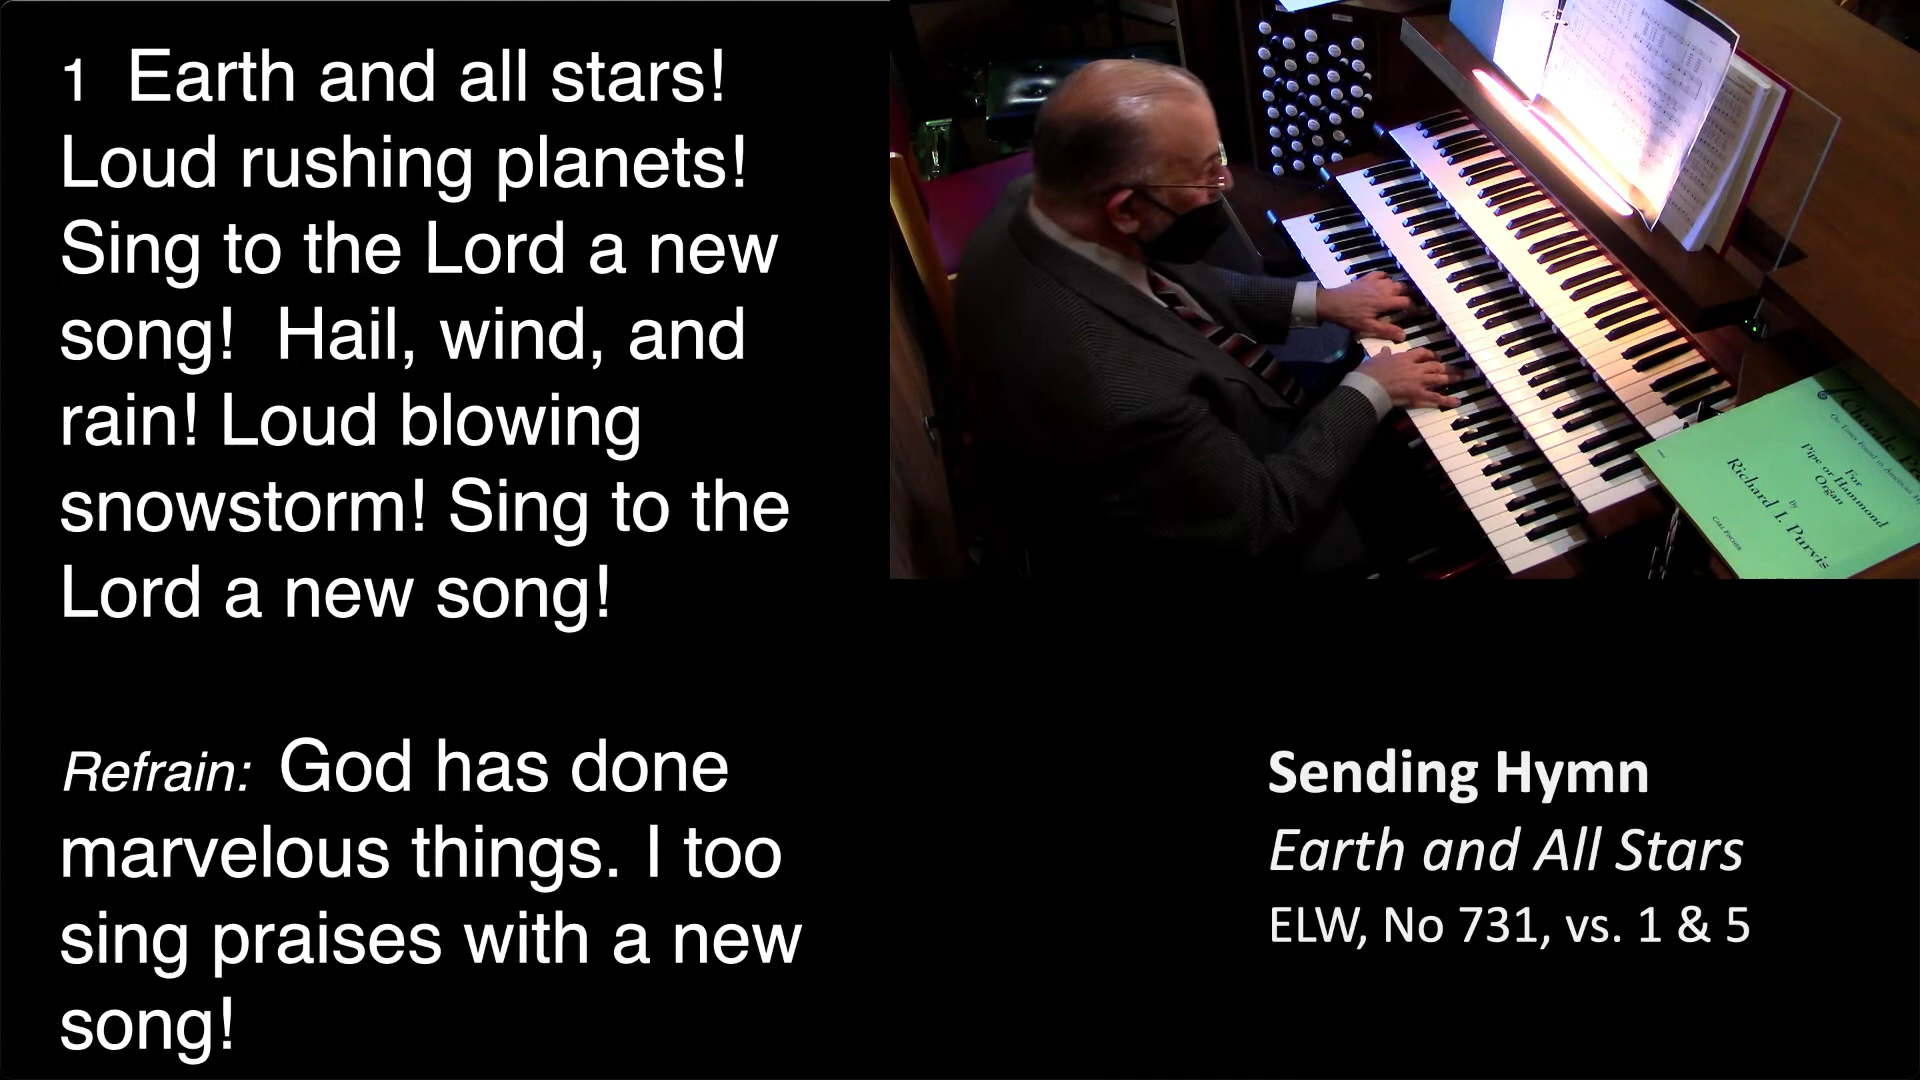 1 Earth and all stars!
Loud rushing planets!
Sing to the Lord a new
song! Hail, wind, and
rain! Loud blowing
snowstorm! Sing to the
Lord a new song!
Refrain: God has done
marvelous things. I too
sing praises with a new
song!
For
Pipe or Hammond
Organ
By
Richard I. Purvis
Carl Fischer
Sending Hymn
Earth and All Stars
ELW, No 731, vs. 1 & 5